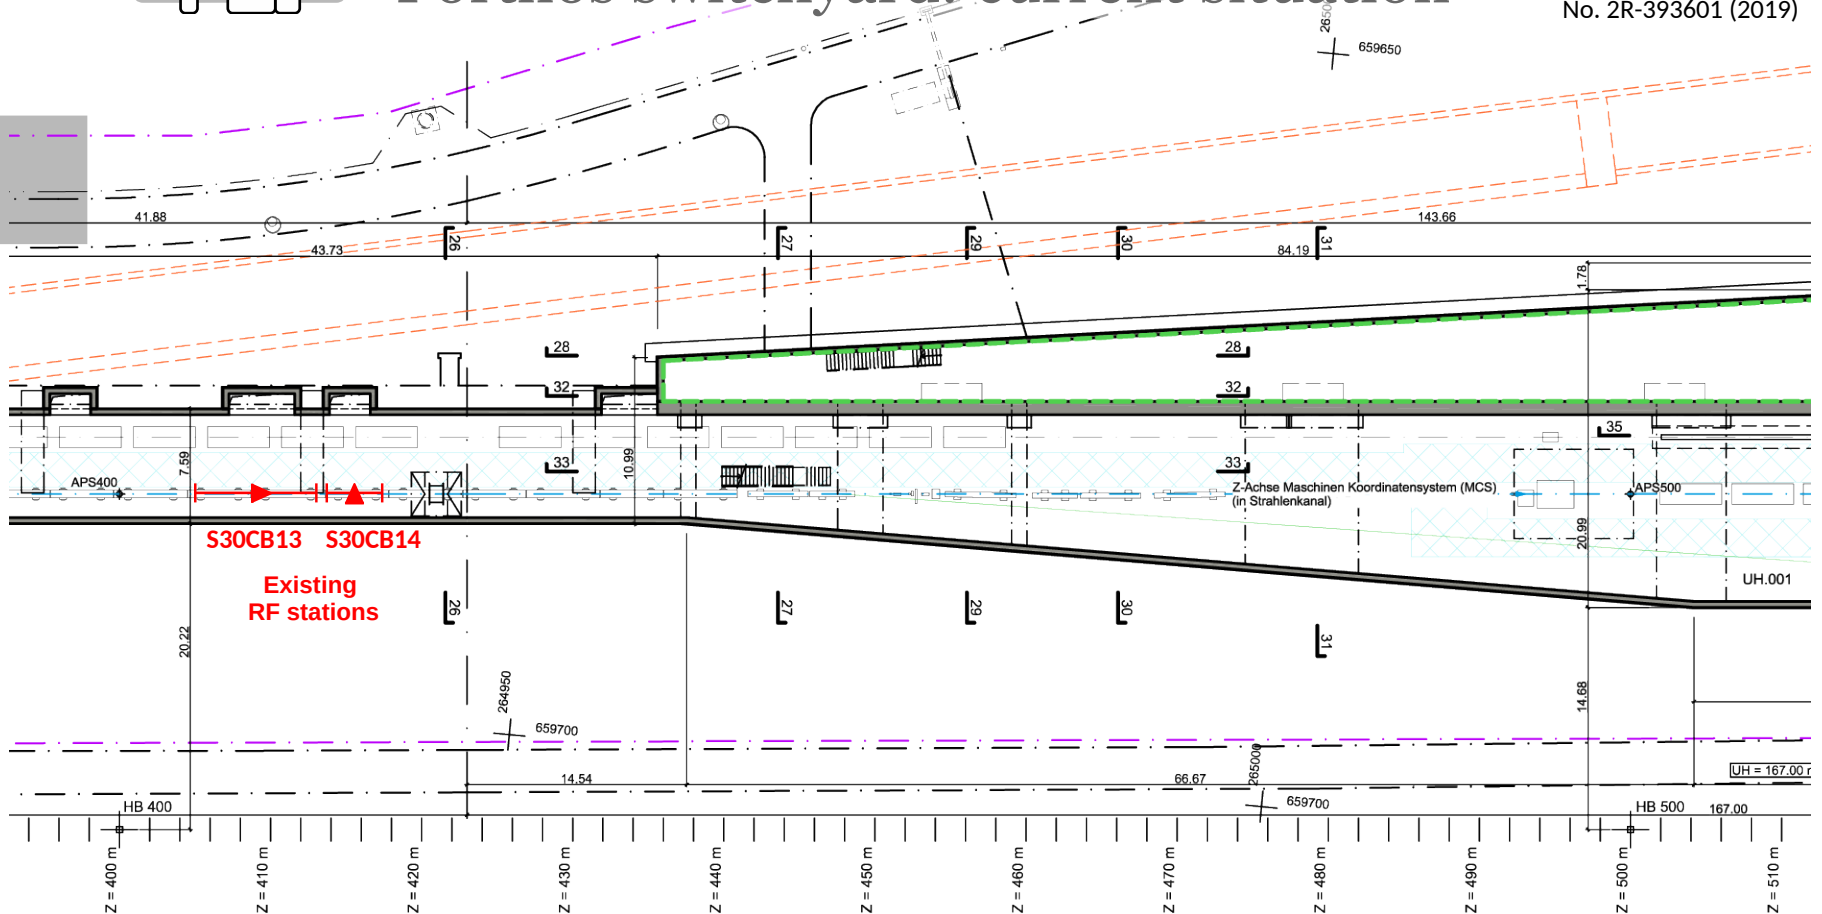 Porthos switchyard: current situation
No. 2R-393601 (2019)
659650
41.88
143.66
43.73
84.19
26
27
29
30
31
1.78
28
28
32
32
35
33
33
7.59
10.99
APS400
Z-Achse Maschinen Koordinatensystem (MCS)
(in Strahlenkanal)
APS500
S30CB13
S30CB14
20.99
Existing
RF stations
UH.001
26
27
29
30
31
20.22
264950
659700
14.68
14.54
66.67
265000
659700
UH = 167.00
HB 400
HB 500
167.00
Z = 400 m
Z = 410 m
Z = 420 m
Z = 430 m
Z = 440 m
Z = 450 m
Z = 460 m
Z = 470 m
Z = 480 m
Z = 490 m
Z = 500 m
Z = 510 m